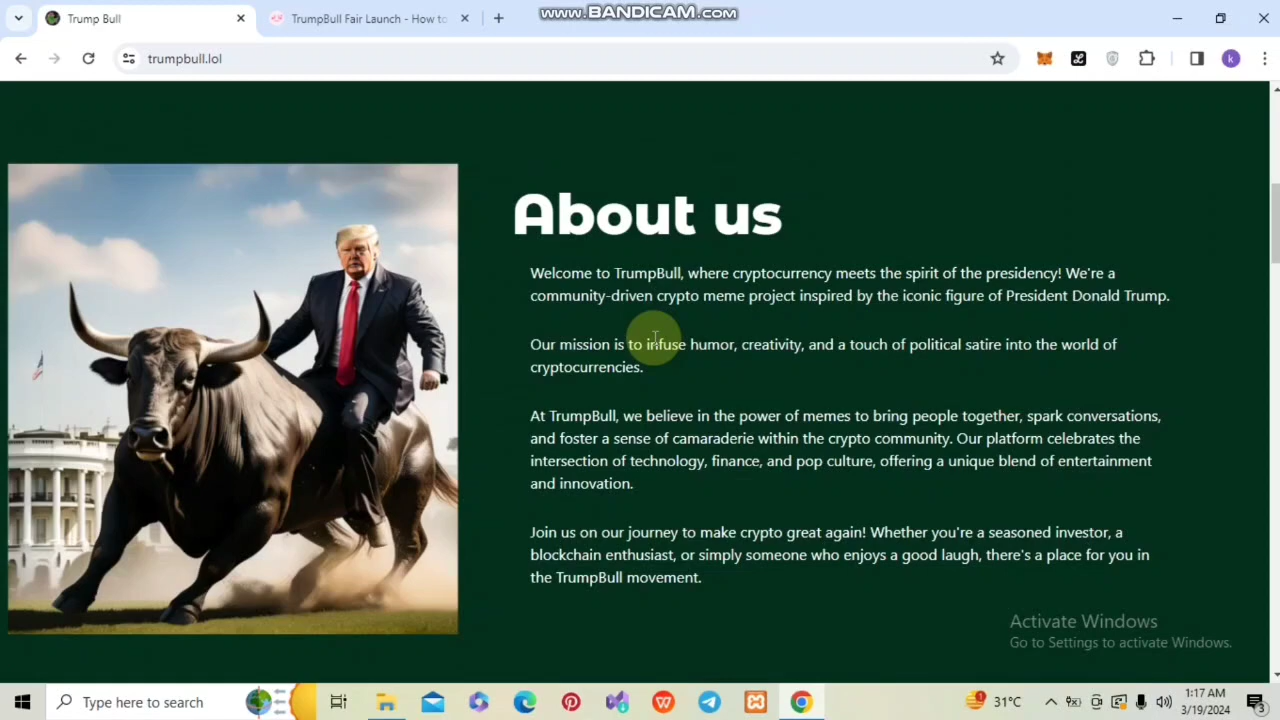 www.BANDICAM.com
Trump Bull
TrumpBull Fair Launch - How to
trumpbull.lol
k
About us
Welcome to TrumpBull, where cryptocurrency meets the spirit of the presidency! We're a
community-driven crypto meme project inspired by the iconic figure of President Donald Trump.
Our mission is to infuse humor, creativity, and a touch of political satire into the world of
cryptocurrencies.
At TrumpBull, we believe in the power of memes to bring people together, spark conversations,
and foster a sense of camaraderie within the crypto community. Our platform celebrates the
intersection of technology, finance, and pop culture, offering a unique blend of entertainment
and innovation.
Join us on our journey to make crypto great again! Whether you're a seasoned investor, a
blockchain enthusiast, or simply someone who enjoys a good laugh, there's a place for you in
the TrumpBull movement.
Activate Windows
Go to Settings to activate Windows.
Type here to search
1
31°C
1:17 AM
3/19/2024
3